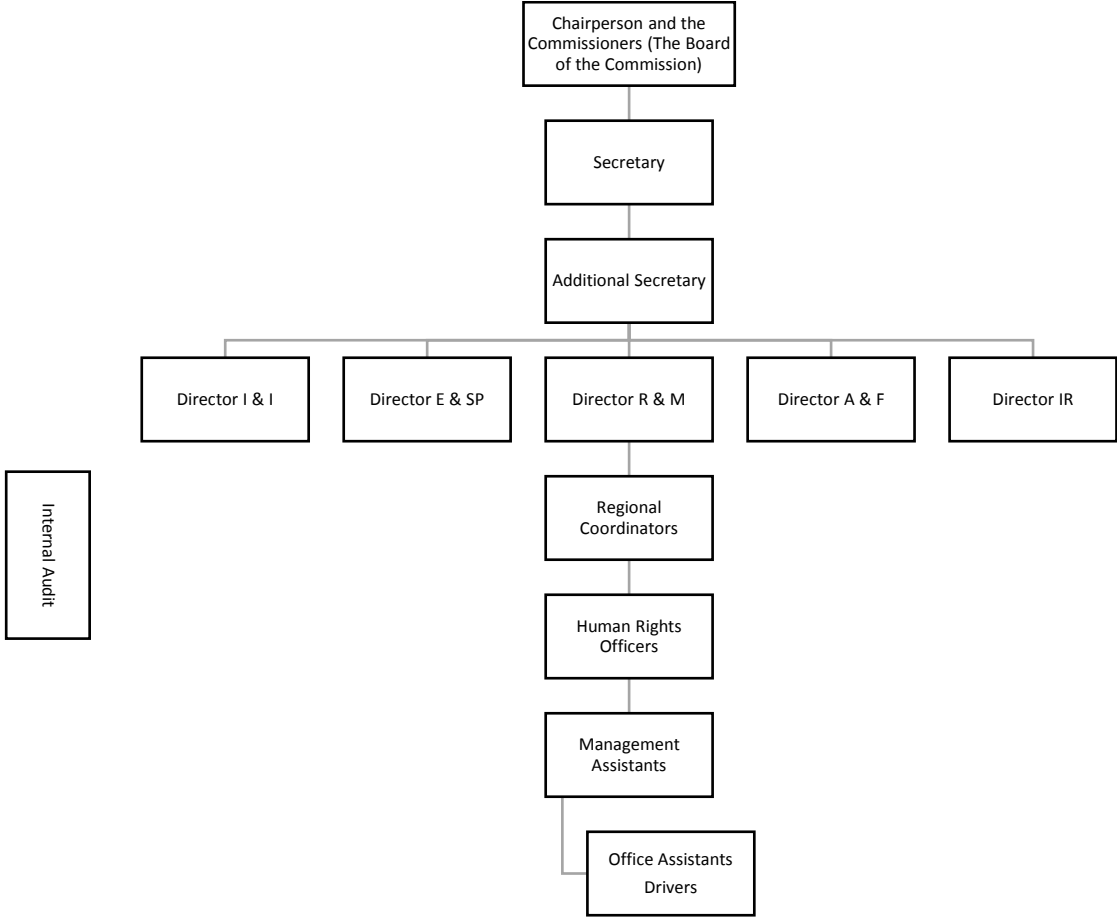 Chairperson and the
Commissioners (The Board
of the Commission)
Secretary
Additional Secretary
Director I & I
Director E & SP
Director R & M
Director A & F
Director IR
Internal Audit
Regional
Coordinators
Human Rights
Officers
Management
Assistants
Office Assistants
Drivers